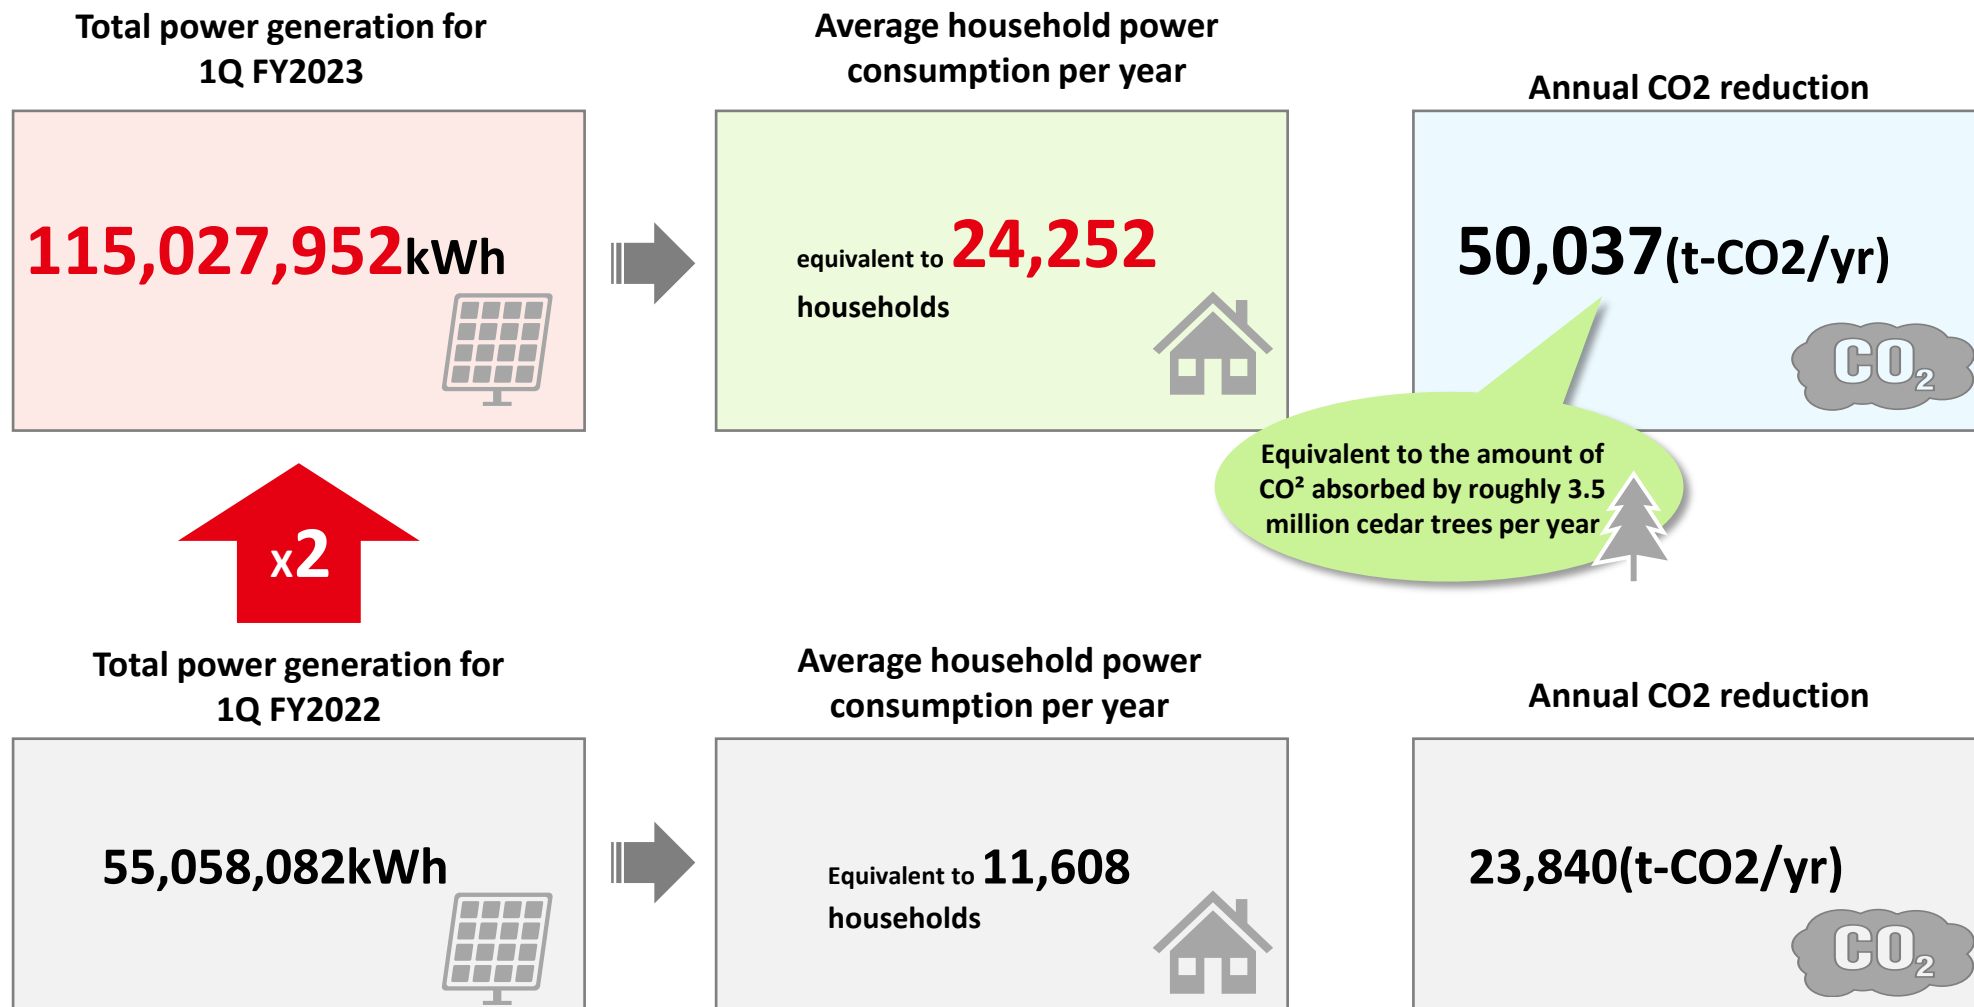 Total power generation for
1Q FY2023
115,027,952kWh
Average household power
consumption per year
equivalent to 24,252
households
Annual CO2 reduction
50,037(t-CO2/yr)
CO₂
Equivalent to the amount of
CO² absorbed by roughly 3.5
million cedar trees per year
x2
Total power generation for
1Q FY2022
55,058,082kWh
Average household power
consumption per year
Equivalent to 11,608
households
Annual CO2 reduction
23,840(t-CO2/yr)
CO₂